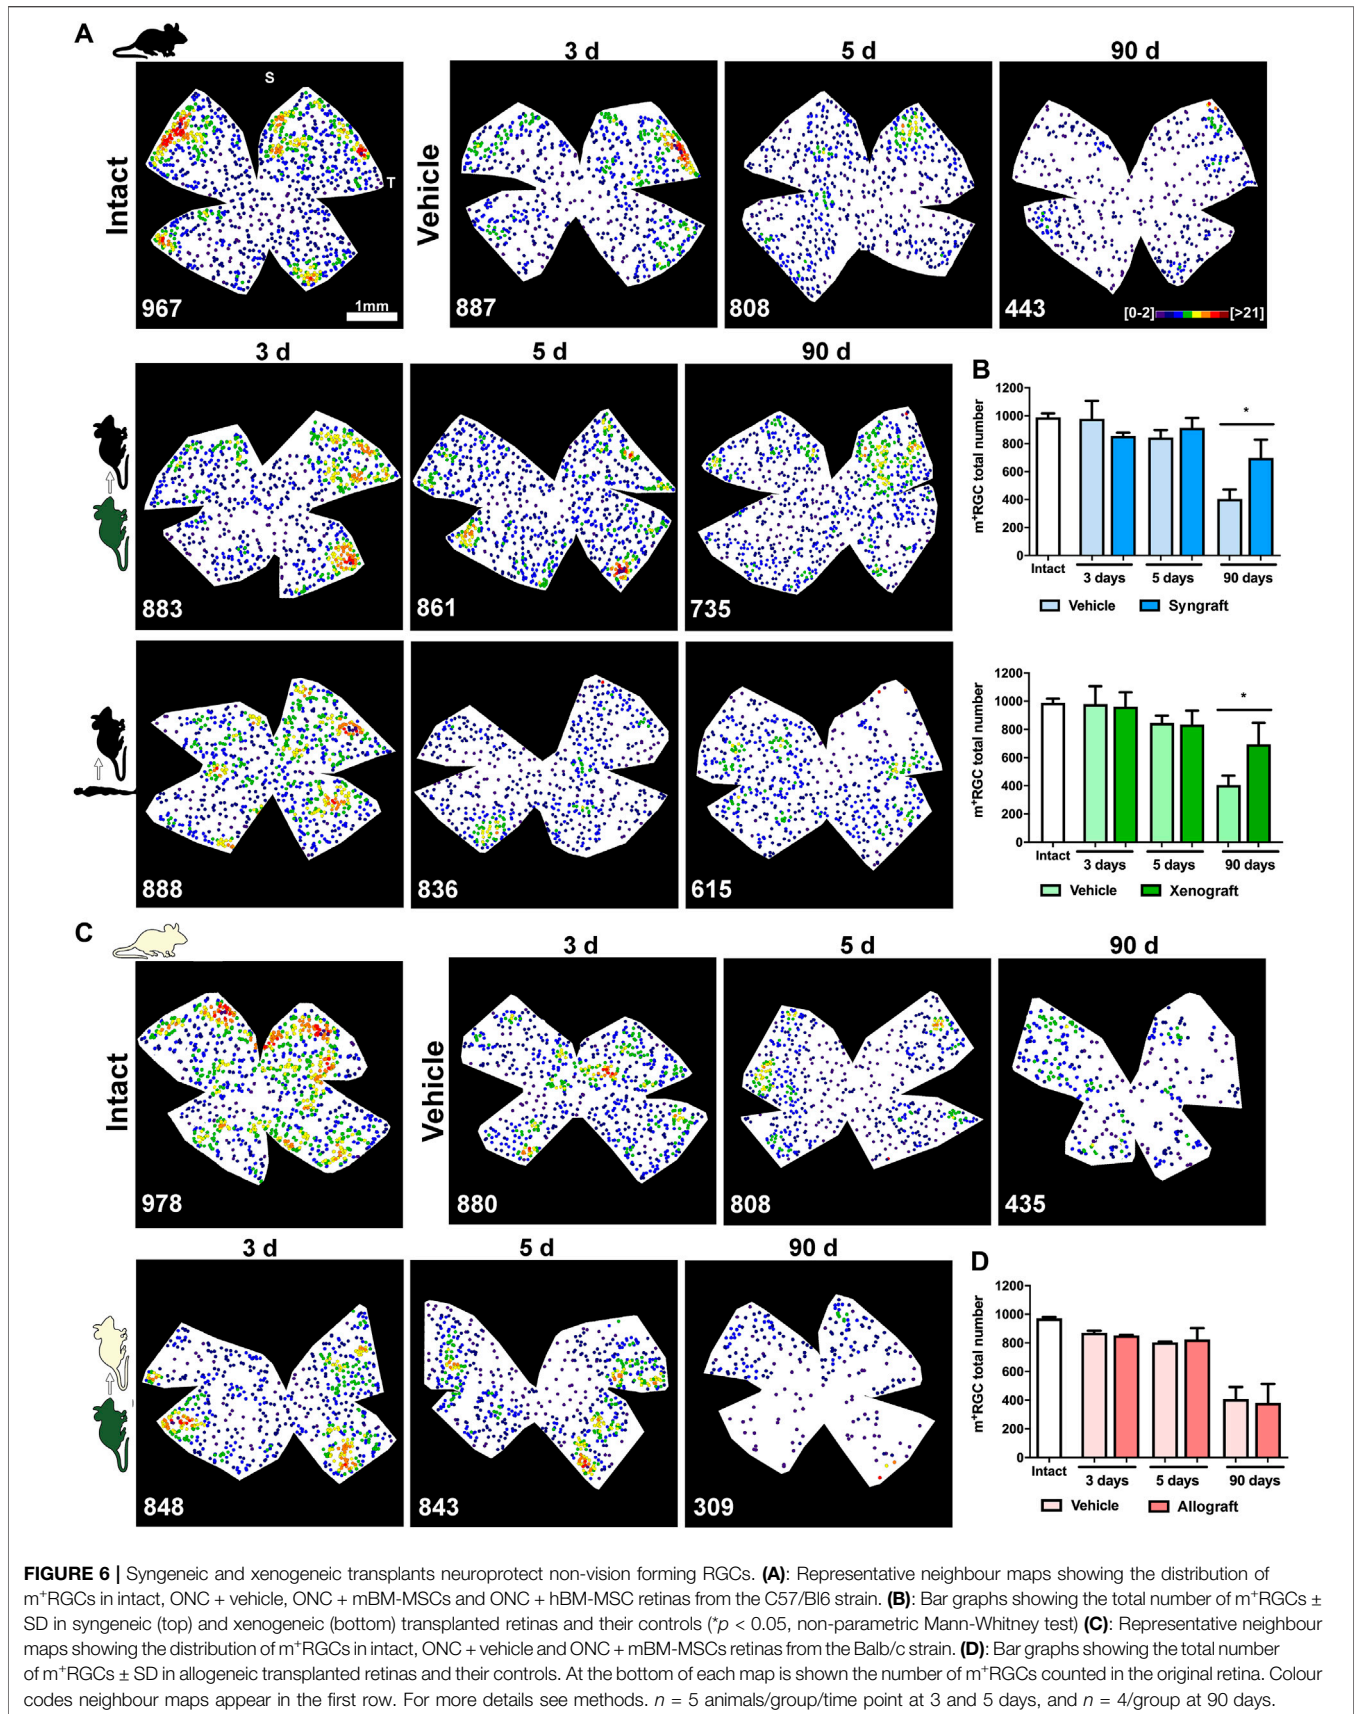 A
3 d
5 d
90 d
Intact
S
T
967
1mm
Vehicle
887
808
443
[0-2]
[>21]
3 d
5 d
90 d
883
861
735
888
836
615
B
m+RGC total number
1200
1000
800
600
400
200
0
Intact
3 days
5 days
90 days
*
Vehicle
Syngraft
m+RGC total number
1200
1000
800
600
400
200
0
Intact
3 days
5 days
90 days
*
Vehicle
Xenograft
C
3 d
5 d
90 d
Intact
978
Vehicle
880
808
435
3 d
5 d
90 d
848
843
309
D
m+RGC total number
1200
1000
800
600
400
200
0
Intact
3 days
5 days
90 days
Vehicle
Allograft
FIGURE 6 | Syngeneic and xenogeneic transplants neuroprotect non-vision forming RGCs. (A): Representative neighbour maps showing the distribution of
m+RGCs in intact, ONC + vehicle, ONC + mBM-MSCs and ONC + hBM-MSC retinas from the C57/Bl6 strain. (B): Bar graphs showing the total number of m+RGCs ±
SD in syngeneic (top) and xenogeneic (bottom) transplanted retinas and their controls (*p < 0.05, non-parametric Mann-Whitney test) (C): Representative neighbour
maps showing the distribution of m+RGCs in intact, ONC + vehicle and ONC + mBM-MSCs retinas from the Balb/c strain. (D): Bar graphs showing the total number
of m+RGCs ± SD in allogeneic transplanted retinas and their controls. At the bottom of each map is shown the number of m+RGCs counted in the original retina. Colour
codes neighbour maps appear in the first row. For more details see methods. n = 5 animals/group/time point at 3 and 5 days, and n = 4/group at 90 days.